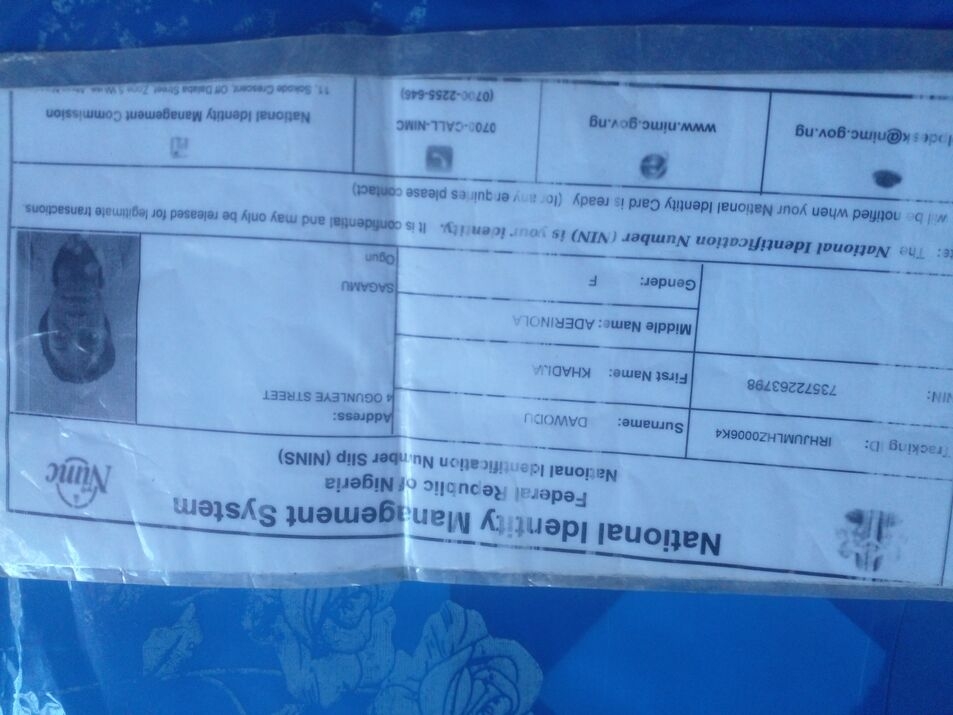 National Identity Management System
Federal Republic of Nigeria
National Identification Number Slip (NINS)
Nimc
Tracking ID: IRHJUMLHZ0006K4
Surname: DAWODU
Address:
4 OGUNLEYE STREET
NIN: 73572263798
First Name: KHADIJA
Middle Name: ADERINOLA
SAGAMU
Gender: F
Ogun
The National Identification Number (NIN) is your identity. It is confidential and may only be released for legitimate transactions.
will be notified when your National Identity Card is ready (for any enquiries please contact)
helpdesk@nimc.gov.ng
www.nimc.gov.ng
0700-CALL-NIMC
(0700-2255-646)
National Identity Management Commission
11, Sokode Crescent, Off Dalaba Street, Zone 5 Wuse,